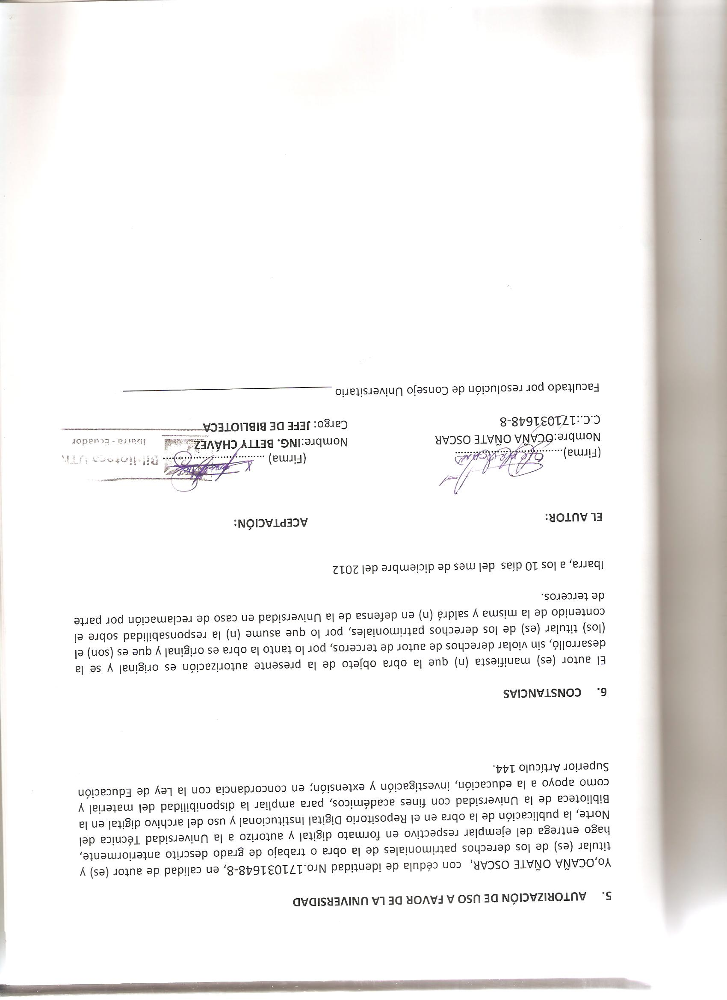 5. AUTORIZACIÓN DE USO A FAVOR DE LA UNIVERSIDAD
Yo,OCAÑA OÑATE OSCAR, con cédula de identidad Nro.171031648-8, en calidad de autor (es) y
titular (es) de los derechos patrimoniales de la obra o trabajo de grado descrito anteriormente,
hago entrega del ejemplar respectivo en formato digital y autorizo a la Universidad Técnica del
Norte, la publicación de la obra en el Repositorio Digital Institucional y uso del archivo digital en la
Biblioteca de la Universidad con fines académicos, para ampliar la disponibilidad del material y
como apoyo a la educación, investigación y extensión; en concordancia con la Ley de Educación
Superior Artículo 144.
6. CONSTANCIAS
El autor (es) manifiesta (n) que la obra objeto de la presente autorización es original y se la
desarrolló, sin violar derechos de autor de terceros, por lo tanto la obra es original y que es (son) el
(los) titular (es) de los derechos patrimoniales, por lo que asume (n) la responsabilidad sobre el
contenido de la misma y saldrá (n) en defensa de la Universidad en caso de reclamación por parte
de terceros.
Ibarra, a los 10 días del mes de diciembre del 2012
EL AUTOR:
ACEPTACIÓN:
(Firma)
Nombre:OCAÑA OÑATE OSCAR
C.C.:171031648-8
(Firma)
Nombre:ING. BETTY CHÁVEZ
Cargo: JEFE DE BIBLIOTECA
Biblioteca UTN
Ibarra - Ecuador
Facultado por resolución de Consejo Universitario